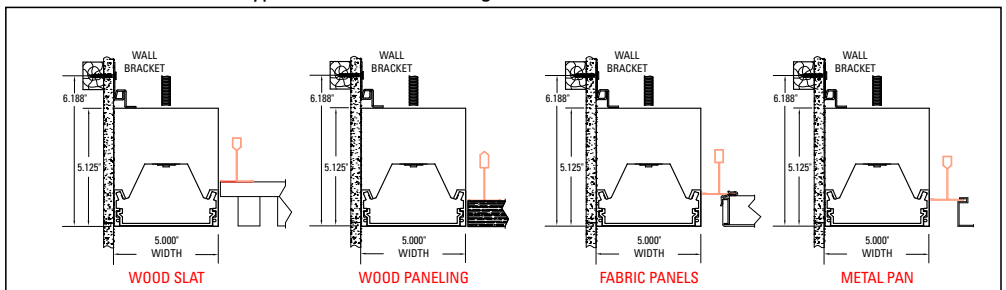 WALL
BRACKET
6.188"
5.125"
5.000"
WIDTH
WOOD SLAT
WALL
BRACKET
6.188"
5.125"
5.000"
WIDTH
WOOD PANELING
WALL
BRACKET
6.188"
5.125"
5.000"
WIDTH
FABRIC PANELS
WALL
BRACKET
6.188"
5.125"
5.000"
WIDTH
METAL PAN